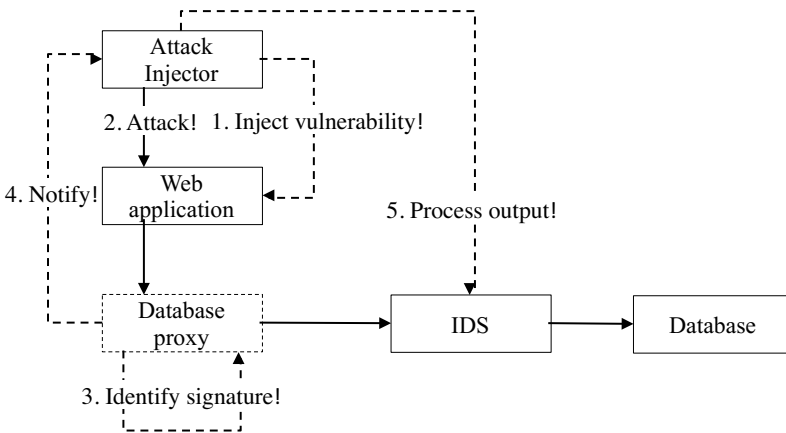 Attack
Injector
2. Attack!
1. Inject vulnerability!
Web
application
4. Notify!
5. Process output!
Database
proxy
IDS
Database
3. Identify signature!